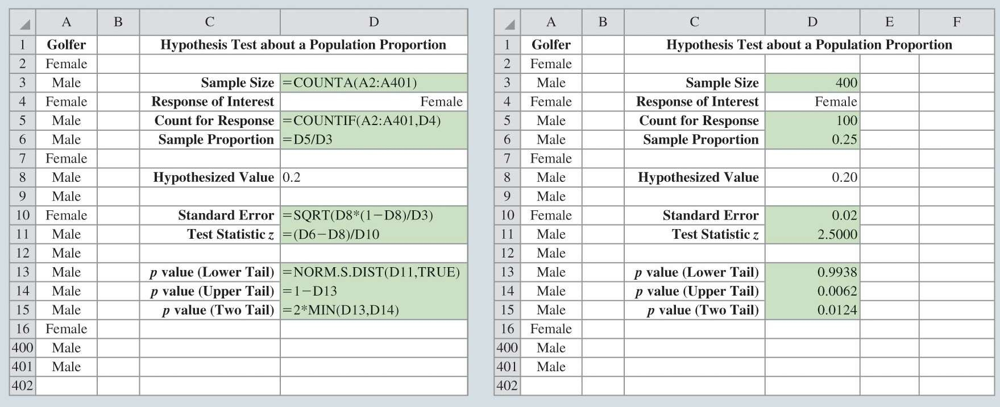 A B C D
1 Golfer Hypothesis Test about a Population Proportion
2 Female
3 Male Sample Size =COUNTA(A2:A401)
4 Female Response of Interest Female
5 Male Count for Response =COUNTIF(A2:A401,D4)
6 Male Sample Proportion =D5/D3
7 Female
8 Male Hypothesized Value 0.2
9 Male
10 Female Standard Error =SQRT(D8*(1−D8)/D3)
11 Male Test Statistic z =(D6−D8)/D10
12 Male
13 Male p value (Lower Tail) =NORM.S.DIST(D11,TRUE)
14 Male p value (Upper Tail) =1−D13
15 Male p value (Two Tail) =2*MIN(D13,D14)
16 Female
400 Male
401 Male
402
A B C D E F
1 Golfer Hypothesis Test about a Population Proportion
2 Female
3 Male Sample Size 400
4 Female Response of Interest Female
5 Male Count for Response 100
6 Male Sample Proportion 0.25
7 Female
8 Male Hypothesized Value 0.20
9 Male
10 Female Standard Error 0.02
11 Male Test Statistic z 2.5000
12 Male
13 Male p value (Lower Tail) 0.9938
14 Male p value (Upper Tail) 0.0062
15 Male p value (Two Tail) 0.0124
16 Female
400 Male
401 Male
402